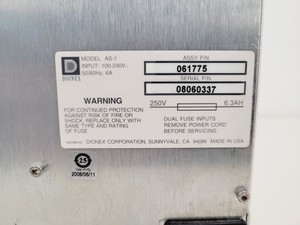 D
DIONEX
MODEL AS-1
INPUT: 100-240V~
50/60Hz, 6A
ASSY P/N
061775
SERIAL P/N
08060337
WARNING
FOR CONTINUED PROTECTION
AGAINST RISK OF FIRE OR
SHOCK, REPLACE ONLY WITH
SAME TYPE AND RATING
OF FUSE
250V
6.3AH
DUAL FUSE INPUTS
REMOVE POWER CORD
BEFORE SERVICING
DIONEX CORPORATION, SUNNYVALE, CA 94086 MADE IN USA
25
2008/06/11